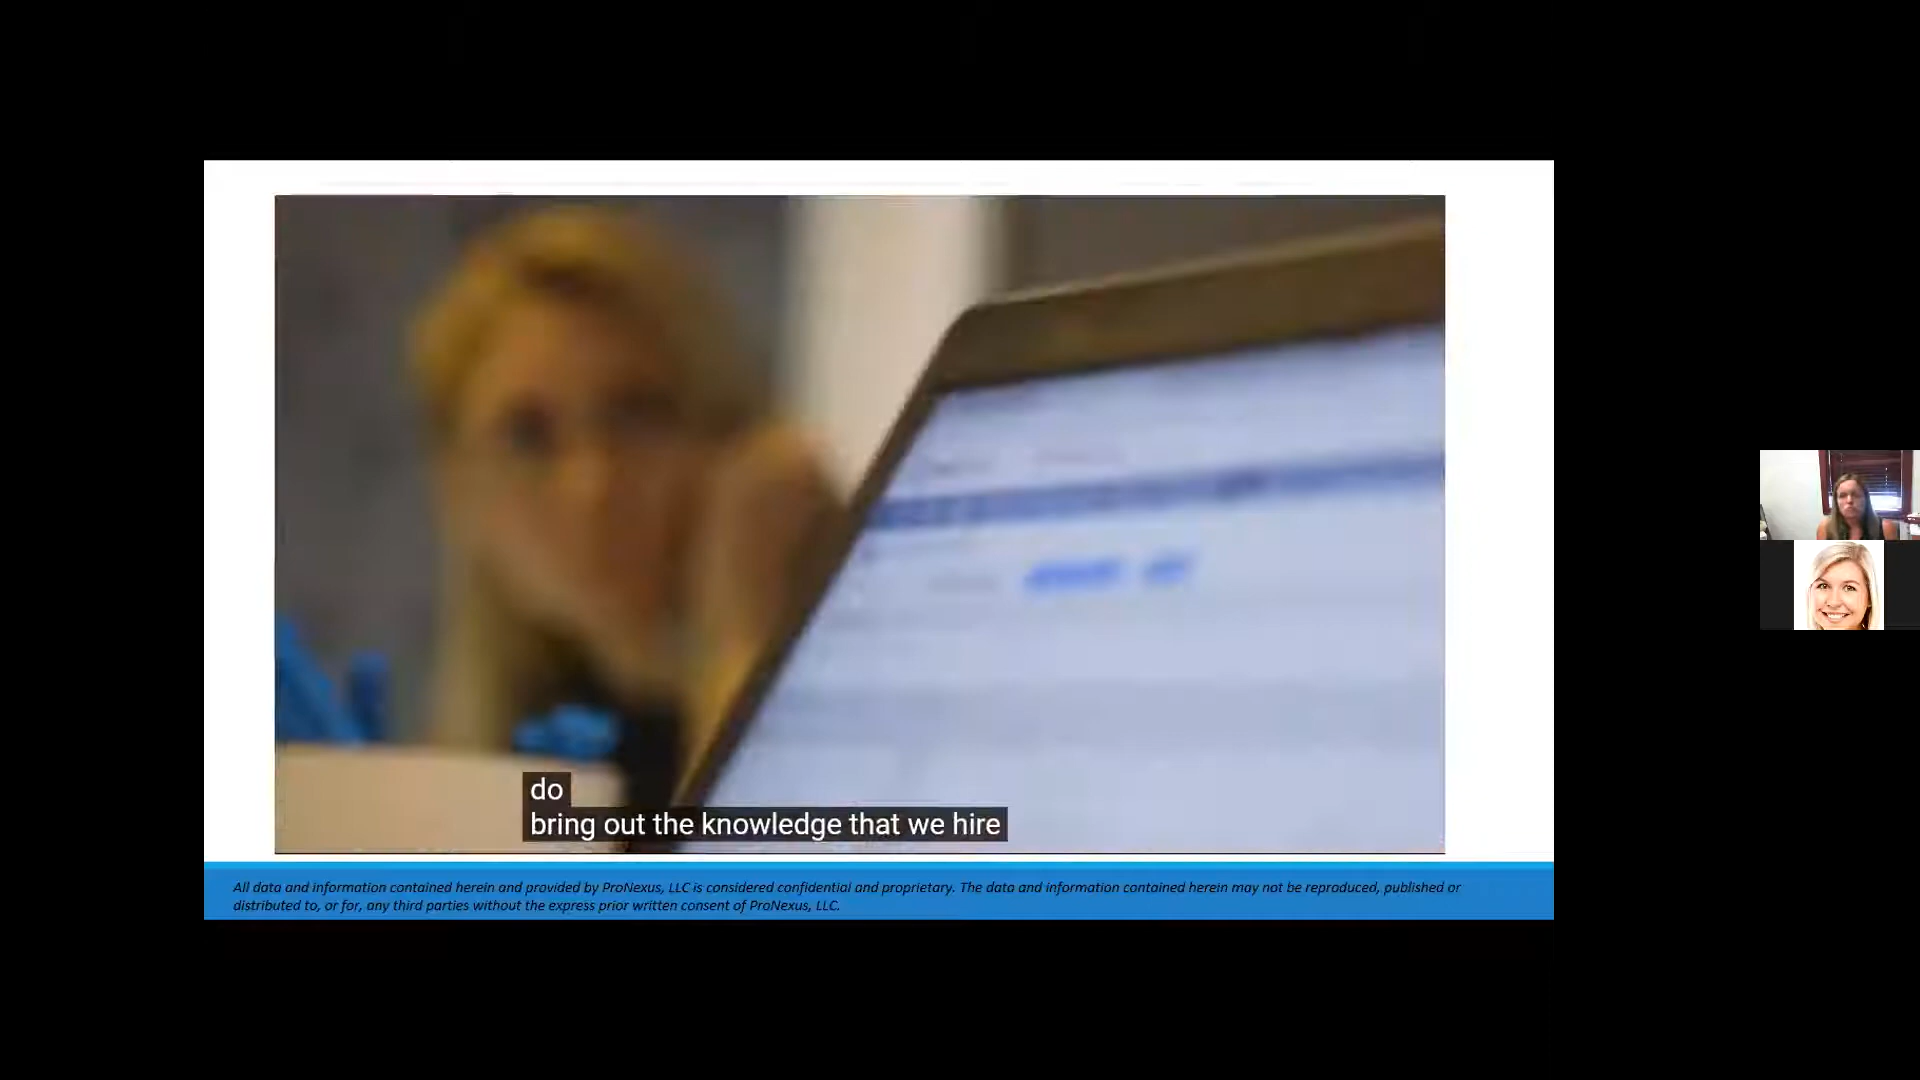 do
bring out the knowledge that we hire
All data and information contained herein and provided by ProNexus, LLC is considered confidential and proprietary. The data and information contained herein may not be reproduced, published or
distributed to, or for, any third parties without the express prior written consent of ProNexus, LLC.